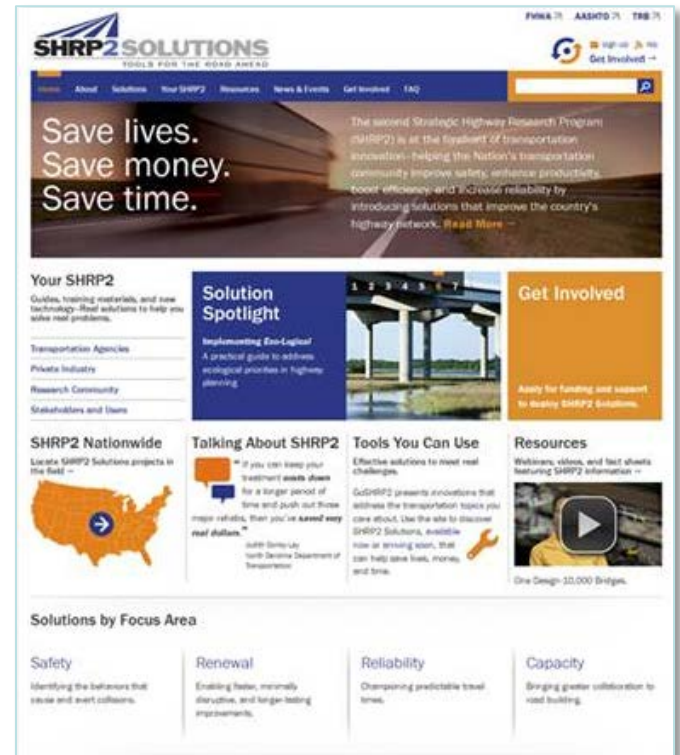 FHWA AASHTO TRB
SHRP2 SOLUTIONS
TOOLS FOR THE ROAD AHEAD
sign up
Get Involved →
Home About Solutions Your SHRP2 Resources News & Events Get Involved FAQ
Save lives.
Save money.
Save time.
The second Strategic Highway Research Program
(SHRP2) is at the forefront of transportation
innovation–helping the Nation's transportation
community improve safety, enhance productivity,
boost efficiency, and increase reliability by
introducing solutions that improve the country's
highway network. Read More →
Your SHRP2
Guides, training materials, and new
technology–Real solutions to help you
solve real problems.
Transportation Agencies
Private Industry
Research Community
Stakeholders and Users
Solution
Spotlight
Implementing Eco-Logical
A practical guide to address
ecological priorities in highway
planning
1 2 3 4 5 6 7
Get Involved
Apply for funding and support
to deploy SHRP2 Solutions.
SHRP2 Nationwide
Locate SHRP2 Solutions projects in
the field →
Talking About SHRP2
" If you can keep your
treatment costs down
for a longer period of
time and push out those
major rehabs, then you've saved very
real dollars."
Judith Corley-Lay
North Carolina Department of
Transportation
Tools You Can Use
Effective solutions to meet real
challenges.
GoSHRP2 presents innovations that
address the transportation topics you
care about. Use the site to discover
SHRP2 Solutions, available
now or arriving soon, that
can help save lives, money,
and time.
Resources
Webinars, videos, and fact sheets
featuring SHRP2 information →
One Design-10,000 Bridges.
Solutions by Focus Area
Safety
Identifying the behaviors that
cause and avert collisions.
Renewal
Enabling faster, minimally
disruptive, and longer-lasting
improvements.
Reliability
Championing predictable travel
times.
Capacity
Bringing greater collaboration to
road building.